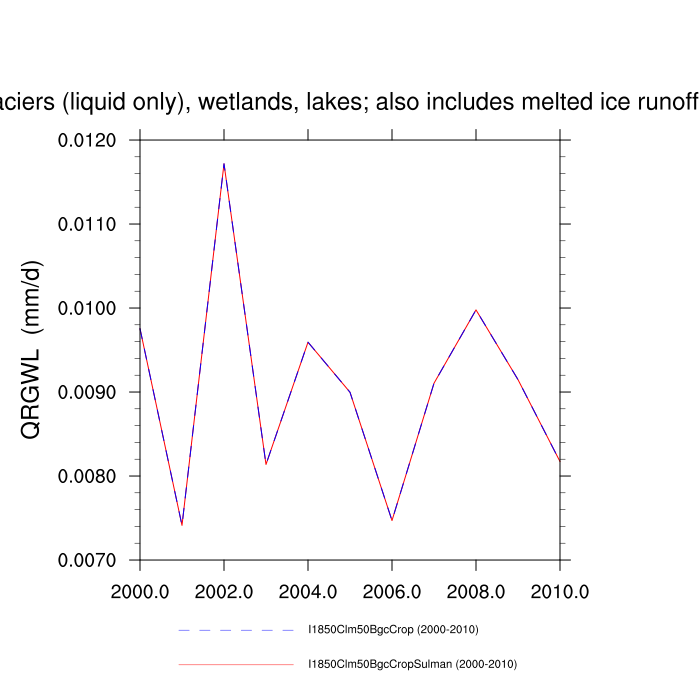 aciers (liquid only), wetlands, lakes; also includes melted ice runoff
0.0120
0.0110
0.0100
0.0090
0.0080
0.0070
QRGWL (mm/d)
2000.0 2002.0 2004.0 2006.0 2008.0 2010.0
I1850Clm50BgcCrop (2000-2010)
I1850Clm50BgcCropSulman (2000-2010)